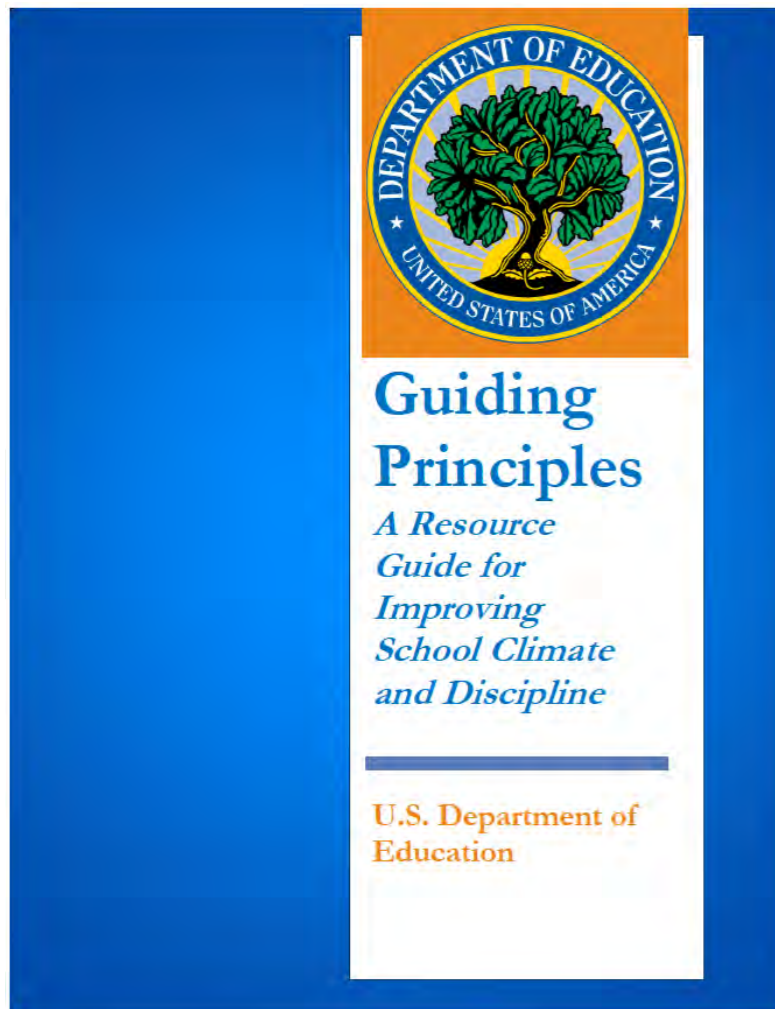 DEPARTMENT OF EDUCATION
★ UNITED STATES OF AMERICA ★
Guiding
Principles
A Resource
Guide for
Improving
School Climate
and Discipline
U.S. Department of
Education